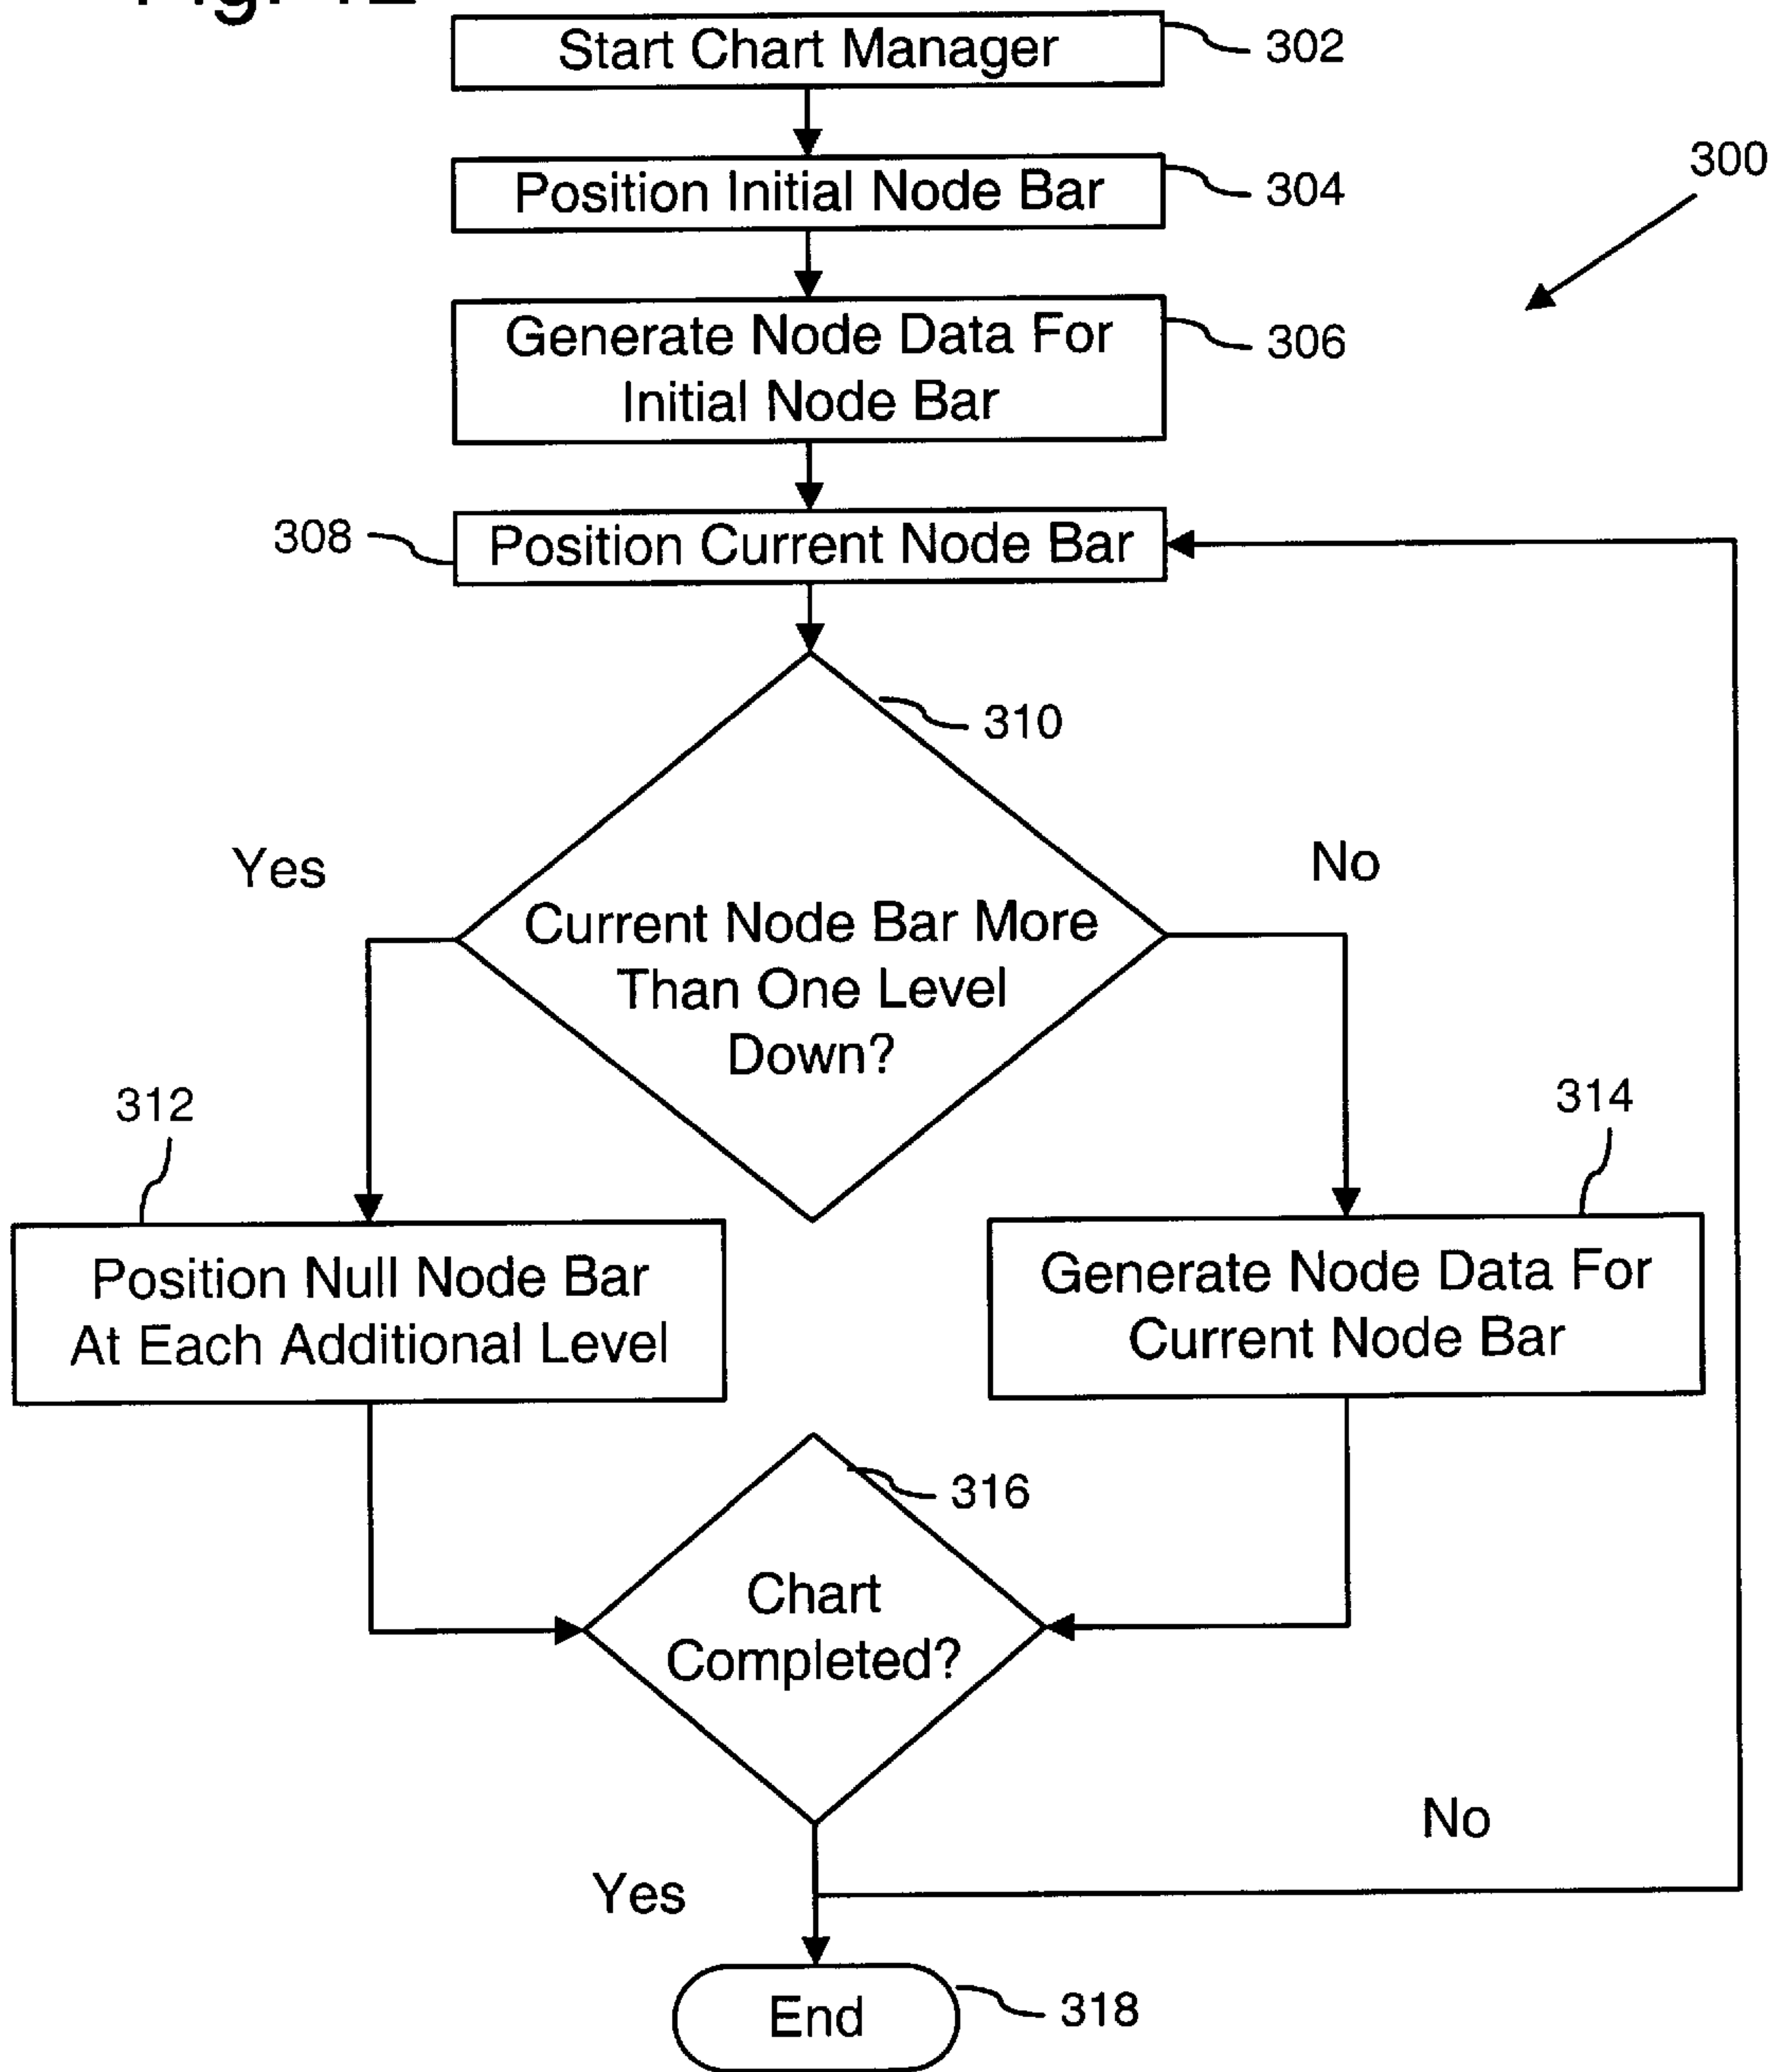 Start Chart Manager
302
Position Initial Node Bar
304
300
Generate Node Data For
Initial Node Bar
306
308
Position Current Node Bar
310
Yes
No
Current Node Bar More
Than One Level
Down?
312
314
Position Null Node Bar
At Each Additional Level
Generate Node Data For
Current Node Bar
316
Chart
Completed?
No
Yes
End
318